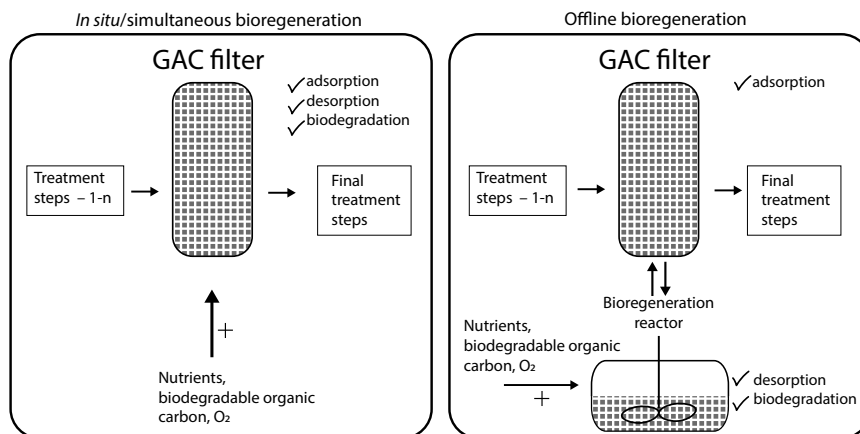 In situ/simultaneous bioregeneration
GAC filter
✓ adsorption
✓ desorption
✓ biodegradation
Treatment
steps – 1-n
Final
treatment
steps
+
Nutrients,
biodegradable organic
carbon, O₂
Offline bioregeneration
GAC filter
✓ adsorption
Treatment
steps – 1-n
Final
treatment
steps
Bioregeneration
reactor
Nutrients,
biodegradable organic
carbon, O₂
+
✓ desorption
✓ biodegradation